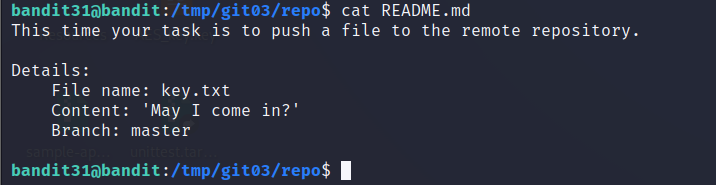 bandit31@bandit:/tmp/git03/repo$ cat README.md
This time your task is to push a file to the remote repository.
Details:
File name: key.txt
Content: 'May I come in?'
Branch: master
bandit31@bandit:/tmp/git03/repo$